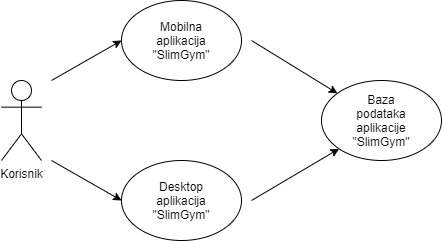 Mobilna
aplikacija
"SlimGym"
Baza
podataka
aplikacije
"SlimGym"
Korisnik
Desktop
aplikacija
"SlimGym"